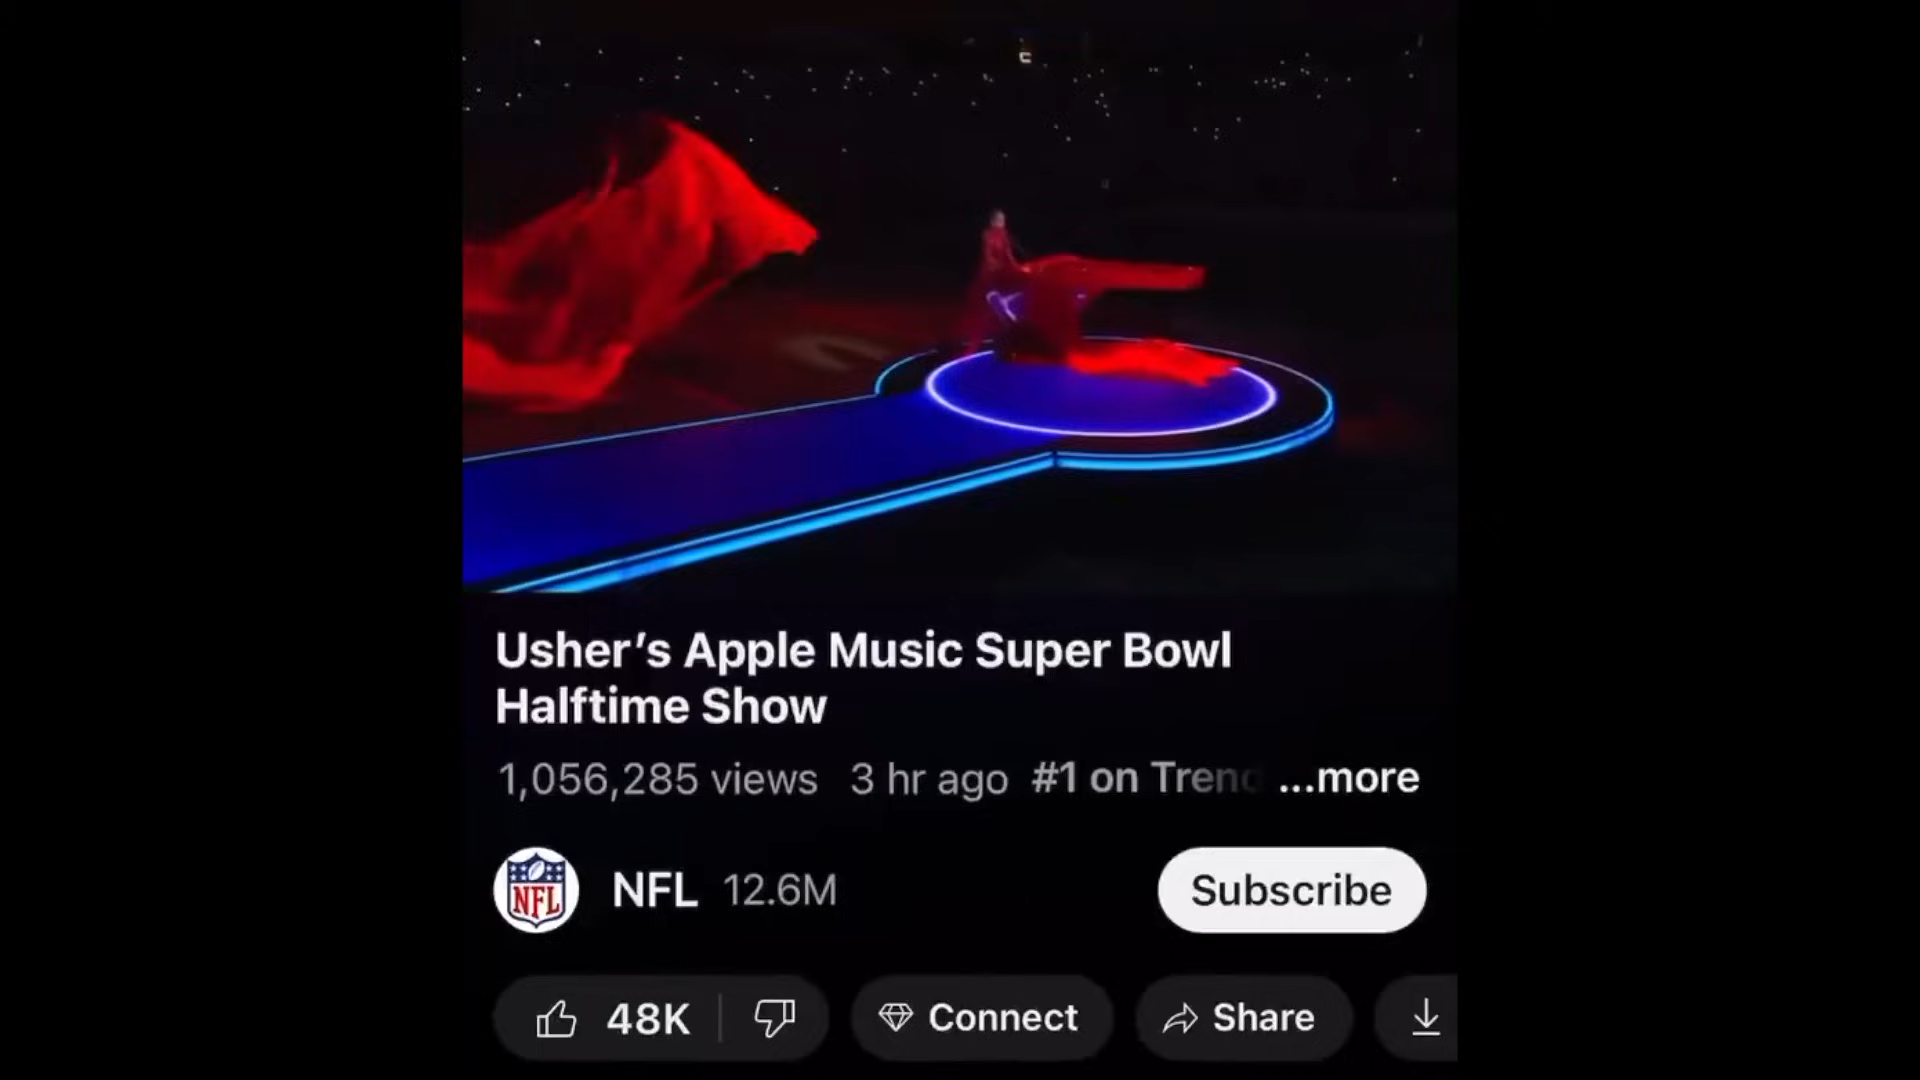 Usher’s Apple Music Super Bowl
Halftime Show
1,056,285 views 3 hr ago #1 on Tren ...more
NFL
NFL 12.6M
Subscribe
48K
Connect
Share